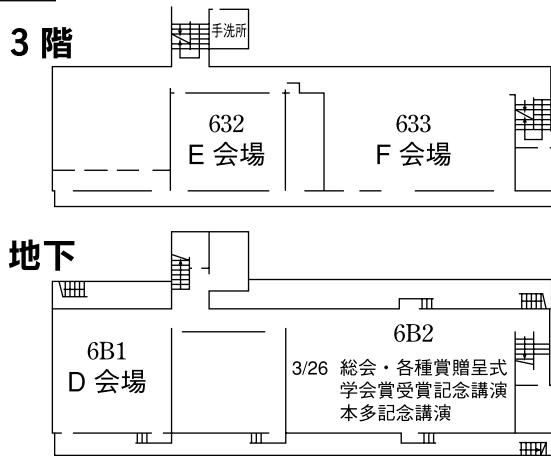 3 階
手洗所
632
E 会場
633
F 会場
地下
6B1
D 会場
6B2
3/26 総会・各種賞贈呈式
学会賞受賞記念講演
本多記念講演